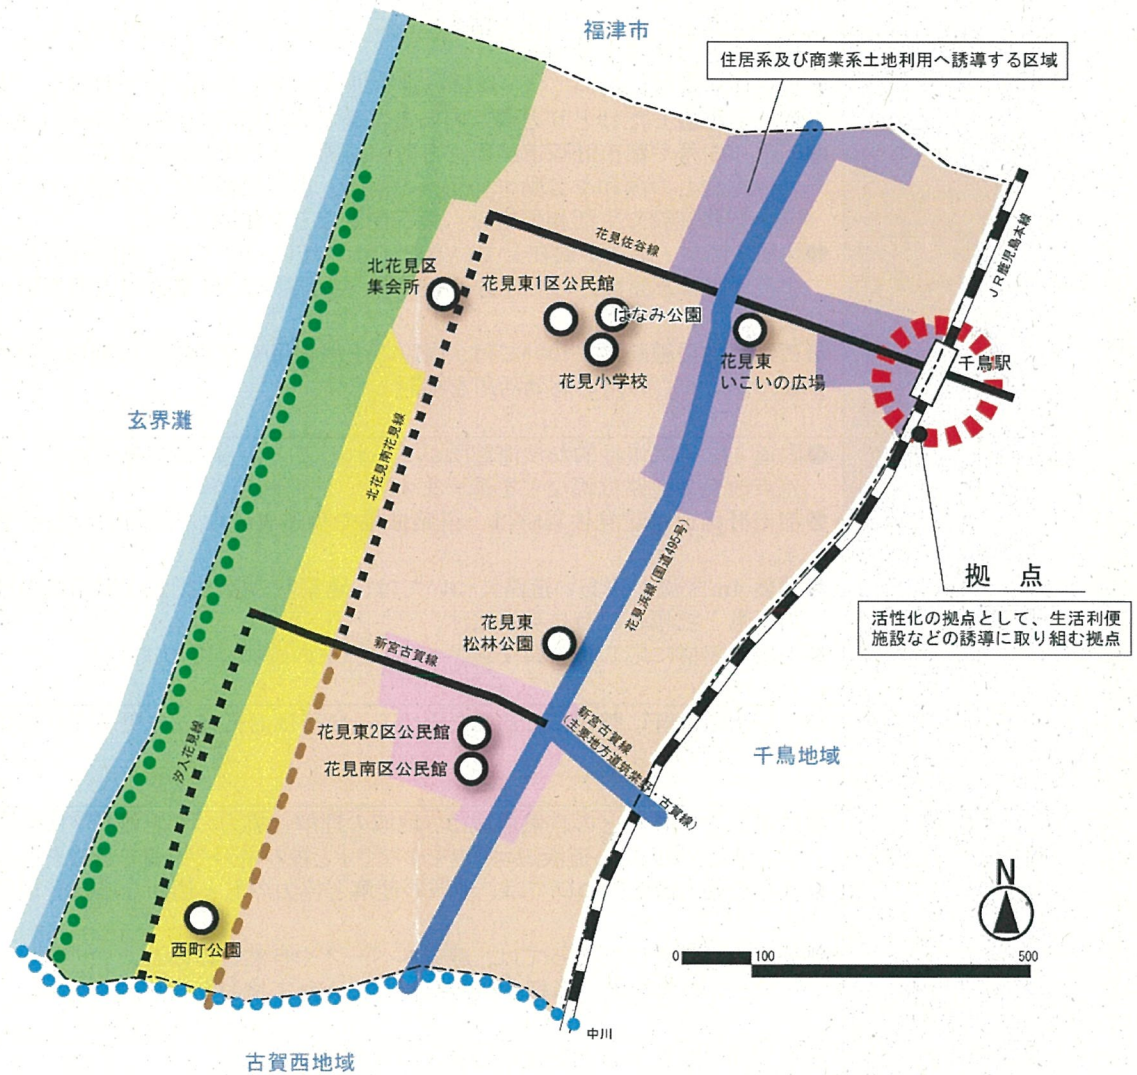 福津市
住居系及び商業系土地利用へ誘導する区域
JR鹿児島本線
花見佐谷線
北花見区
集会所
花見東1区公民館
はなみ公園
花見小学校
花見東
いこいの広場
千鳥駅
玄界灘
北花見南花見線
花見浜線(国道495号)
拠 点
活性化の拠点として、生活利便
施設などの誘導に取り組む拠点
花見東
松林公園
新宮古賀線
新宮古賀線
(主要地方道筑紫野・古賀線)
花見東2区公民館
花見南区公民館
千鳥地域
汐入花見線
西町公園
N
0 100 500
中川
古賀西地域